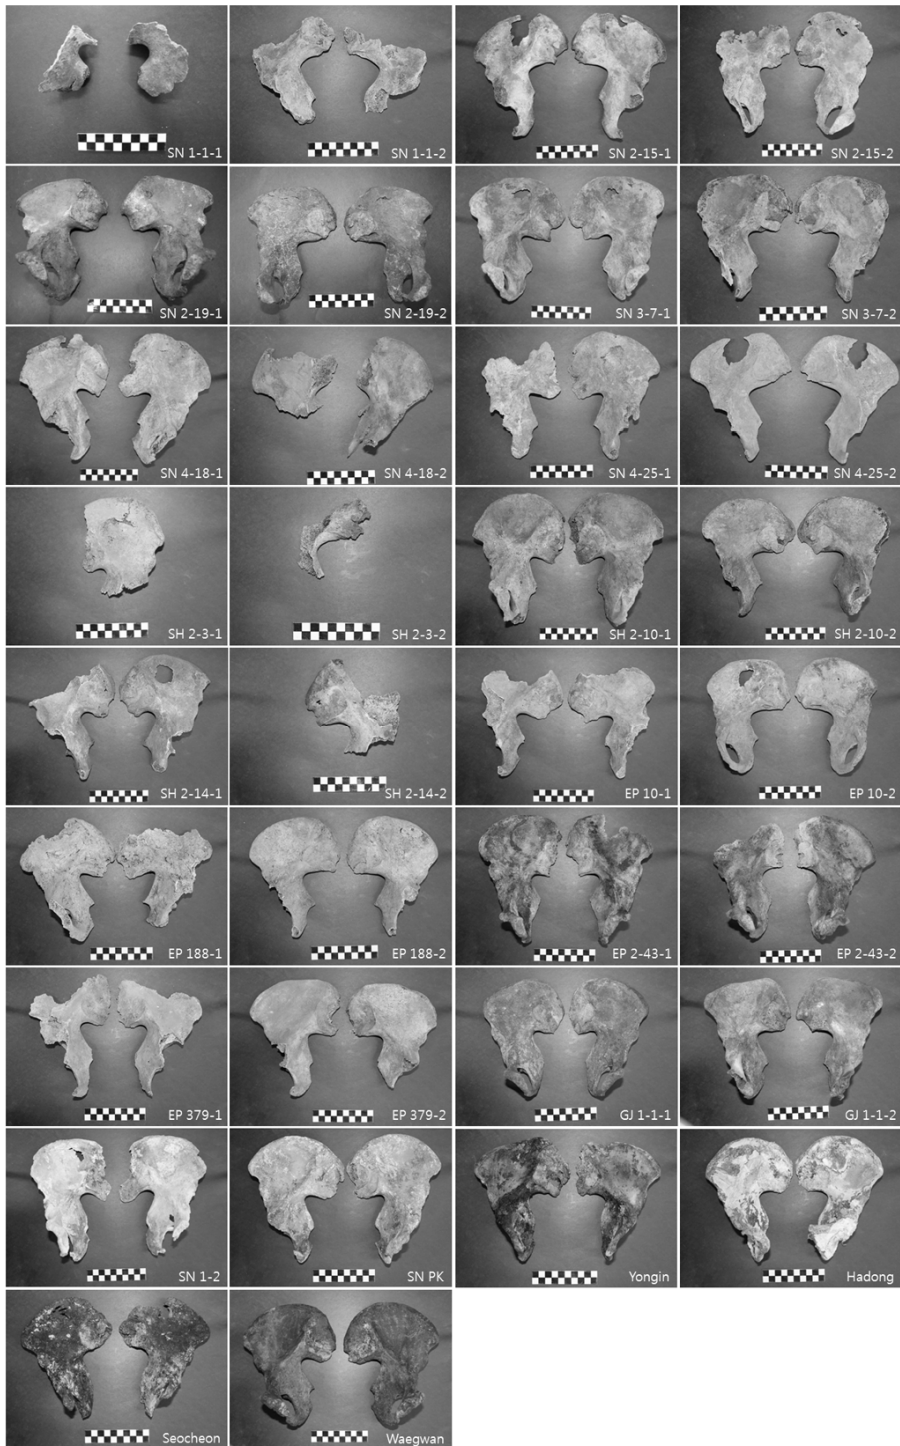 SN 1-1-1
SN 1-1-2
SN 2-15-1
SN 2-15-2
SN 2-19-1
SN 2-19-2
SN 3-7-1
SN 3-7-2
SN 4-18-1
SN 4-18-2
SN 4-25-1
SN 4-25-2
SH 2-3-1
SH 2-3-2
SH 2-10-1
SH 2-10-2
SH 2-14-1
SH 2-14-2
EP 10-1
EP 10-2
EP 188-1
EP 188-2
EP 2-43-1
EP 2-43-2
EP 379-1
EP 379-2
GJ 1-1-1
GJ 1-1-2
SN 1-2
SN PK
Yongin
Hadong
Seocheon
Waegwan